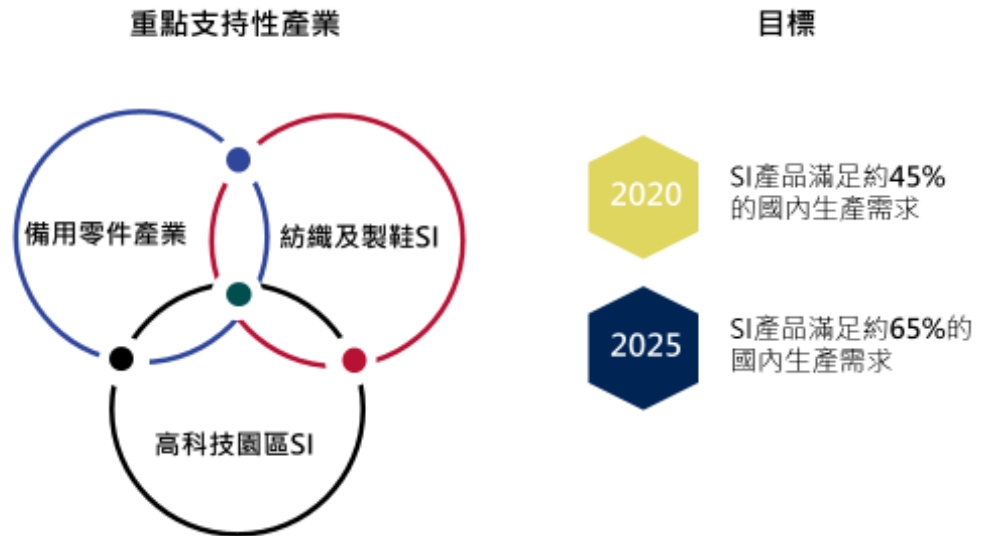 重點支持性產業
目標
備用零件產業
紡織及製鞋SI
高科技園區SI
2020
SI產品滿足約45%
的國內生產需求
2025
SI產品滿足約65%的
國內生產需求